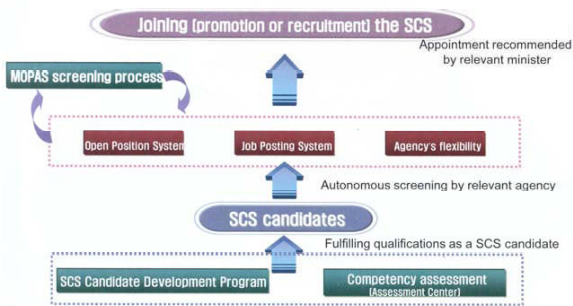 Joining (promotion or recruitment) the SCS
Appointment recommended
by relevant minister
MOPAS screening process
Open Position System
Job Posting System
Agency's flexibility
Autonomous screening by relevant agency
SCS candidates
Fulfilling qualifications as a SCS candidate
SCS Candidate Development Program
Competency assessment
(Assessment Center)